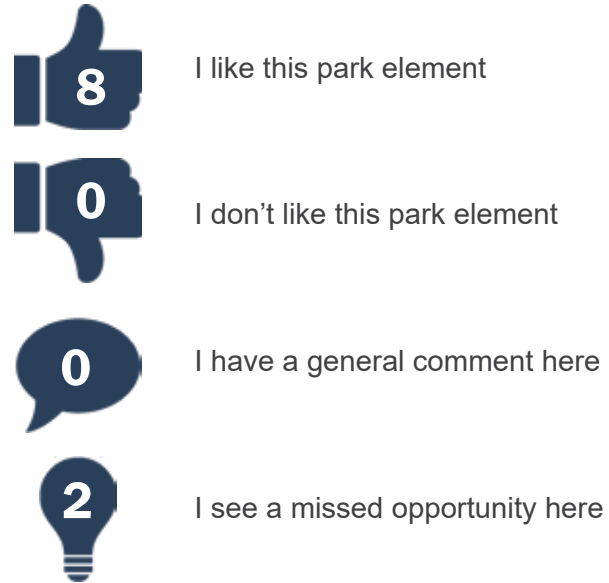 8 I like this park element
0 I don’t like this park element
0 I have a general comment here
2 I see a missed opportunity here